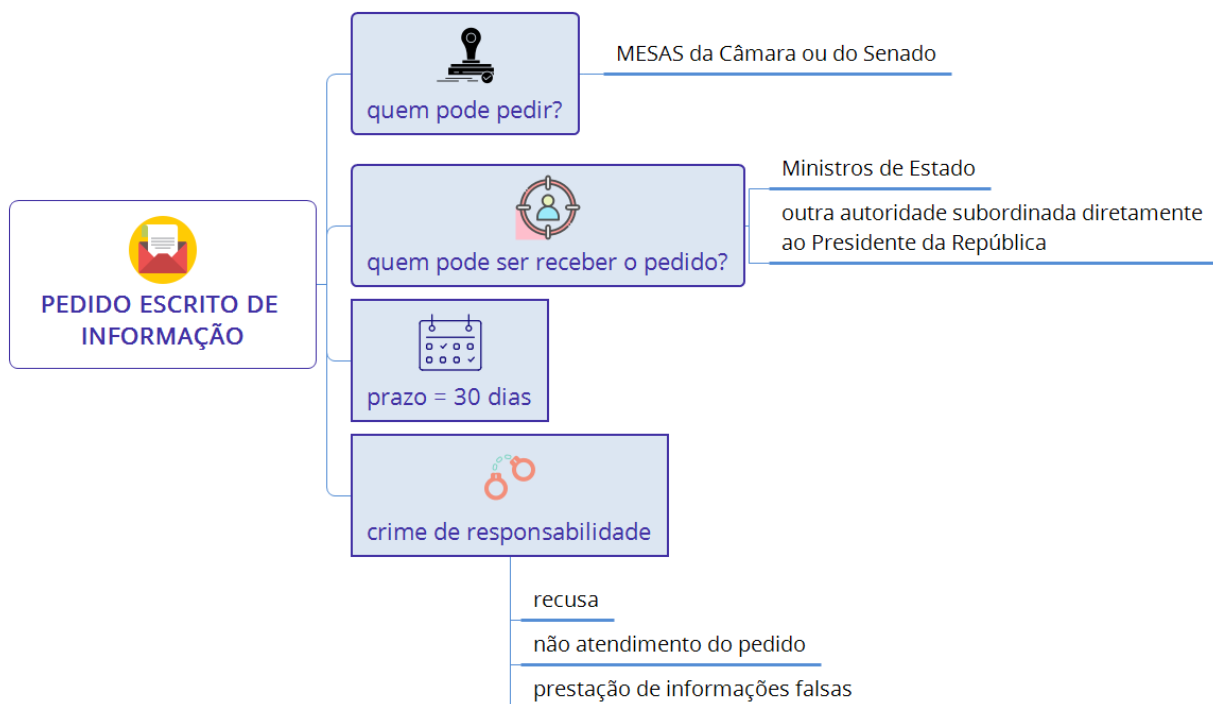 PEDIDO ESCRITO DE
INFORMAÇÃO
quem pode pedir?
MESAS da Câmara ou do Senado
quem pode ser receber o pedido?
Ministros de Estado
outra autoridade subordinada diretamente
ao Presidente da República
prazo = 30 dias
crime de responsabilidade
recusa
não atendimento do pedido
prestação de informações falsas